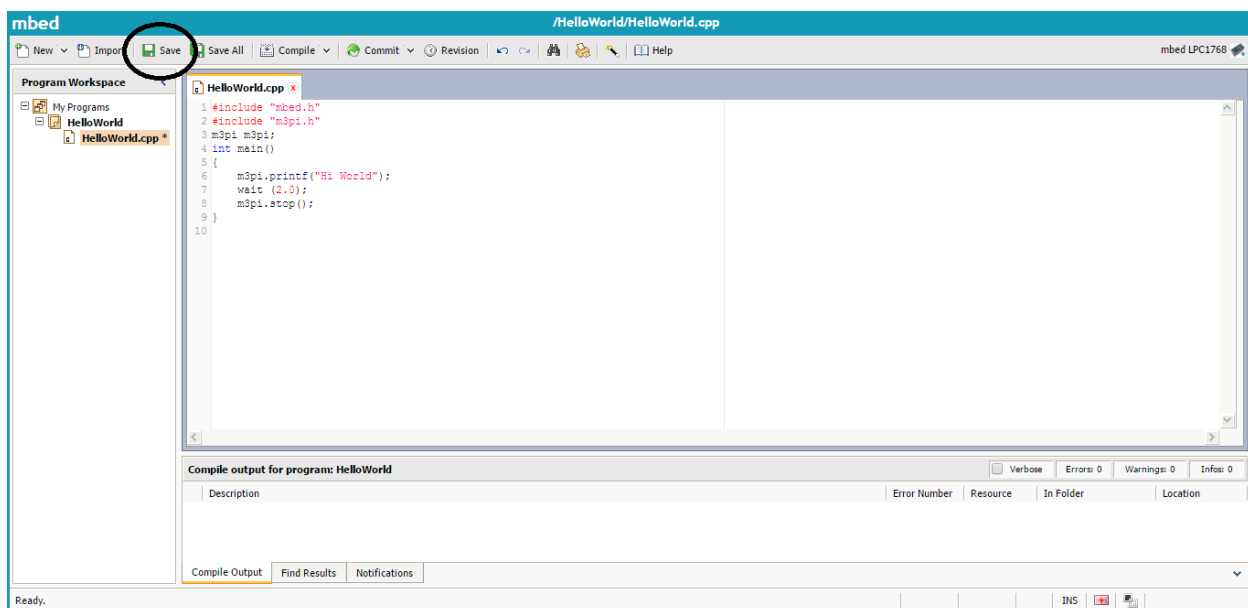 mbed /HelloWorld/HelloWorld.cpp
New Import Save Save All Compile Commit Revision Help mbed LPC1768
Program Workspace
My Programs
HelloWorld
HelloWorld.cpp *
HelloWorld.cpp x
1 #include "mbed.h"
2 #include "m3pi.h"
3 m3pi m3pi;
4 int main()
5 {
6     m3pi.printf("Hi World");
7     wait (2.0);
8     m3pi.stop();
9 }
10
Compile output for program: HelloWorld Verbose Errors: 0 Warnings: 0 Infos: 0
Description Error Number Resource In Folder Location
Compile Output Find Results Notifications
Ready. INS